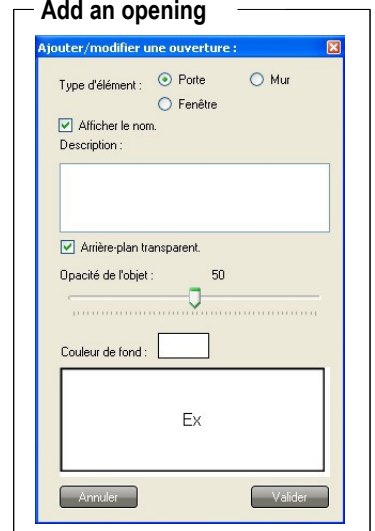 Add an opening
Ajouter/modifier une ouverture :
Type d'élément : Porte Mur
Fenêtre
Afficher le nom.
Description :
Arrière-plan transparent.
Opacité de l'objet : 50
Couleur de fond :
Ex
Annuler Valider